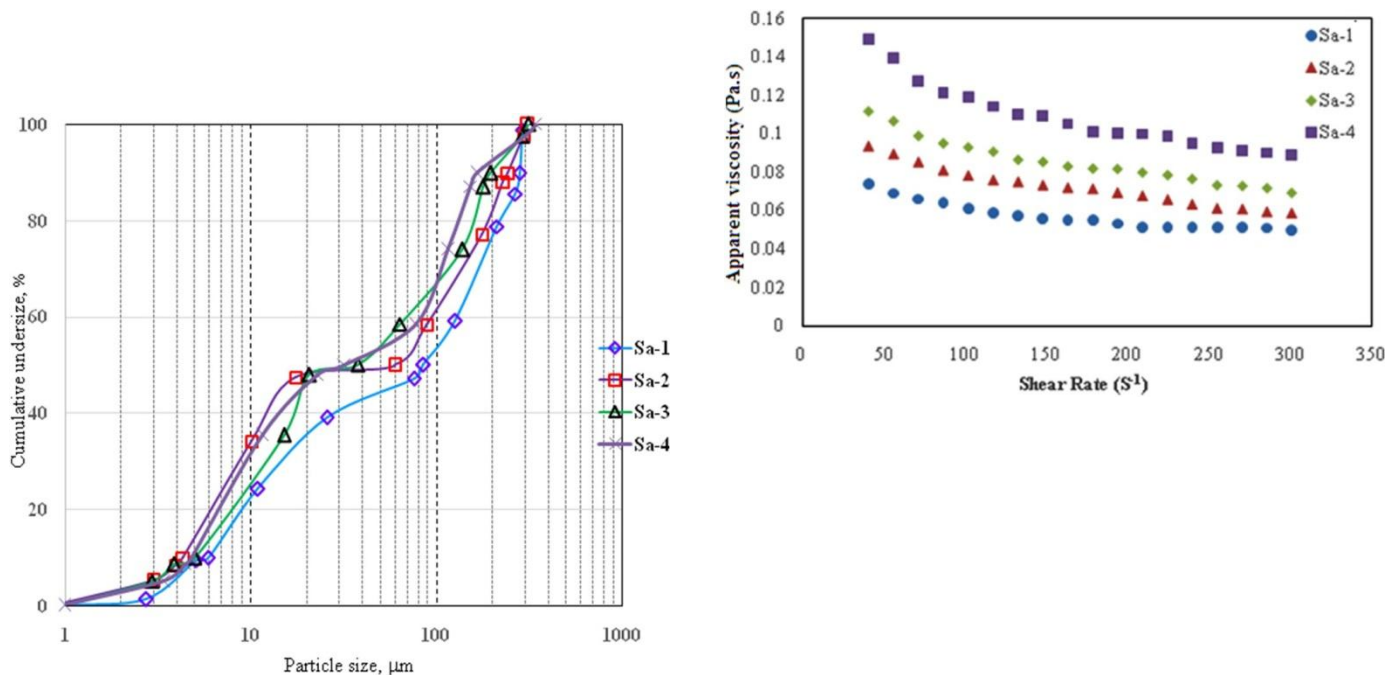 100
80
60
40
20
0
Cumulative undersize, %
1
10
100
1000
Particle size, μm
Sa-1
Sa-2
Sa-3
Sa-4
0.16
0.14
0.12
0.1
0.08
0.06
0.04
0.02
0
Apparent viscosity (Pa.s)
0
50
100
150
200
250
300
350
Shear Rate (S⁻¹)
Sa-1
Sa-2
Sa-3
Sa-4